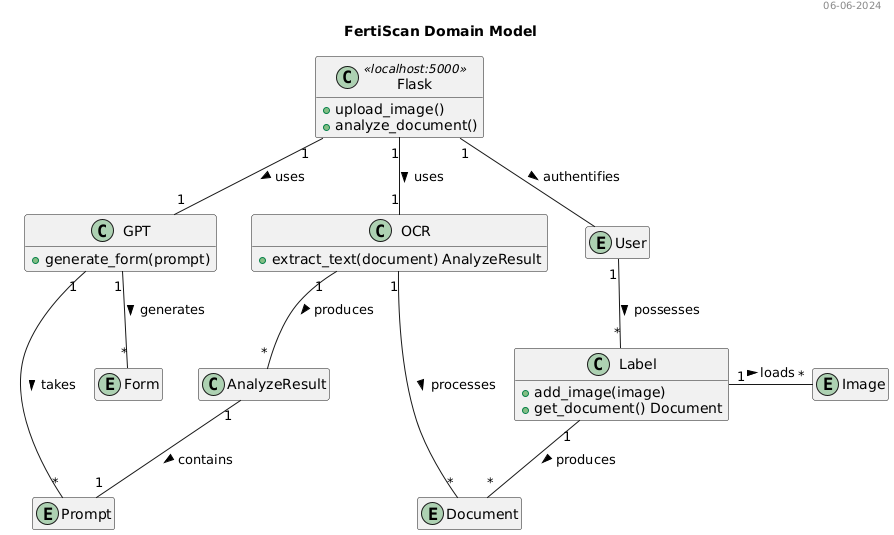 06-06-2024
FertiScan Domain Model
C
«localhost:5000»
Flask
upload_image()
analyze_document()
1
1
1
uses
uses
authentifies
1
1
C GPT
generate_form(prompt)
C OCR
extract_text(document) AnalyzeResult
E User
1
1
1
1
1
generates
produces
possesses
*
*
*
C Label
add_image(image)
get_document() Document
1
loads
*
E Image
E Form
C AnalyzeResult
takes
processes
1
1
contains
produces
*
1
*
*
E Prompt
E Document